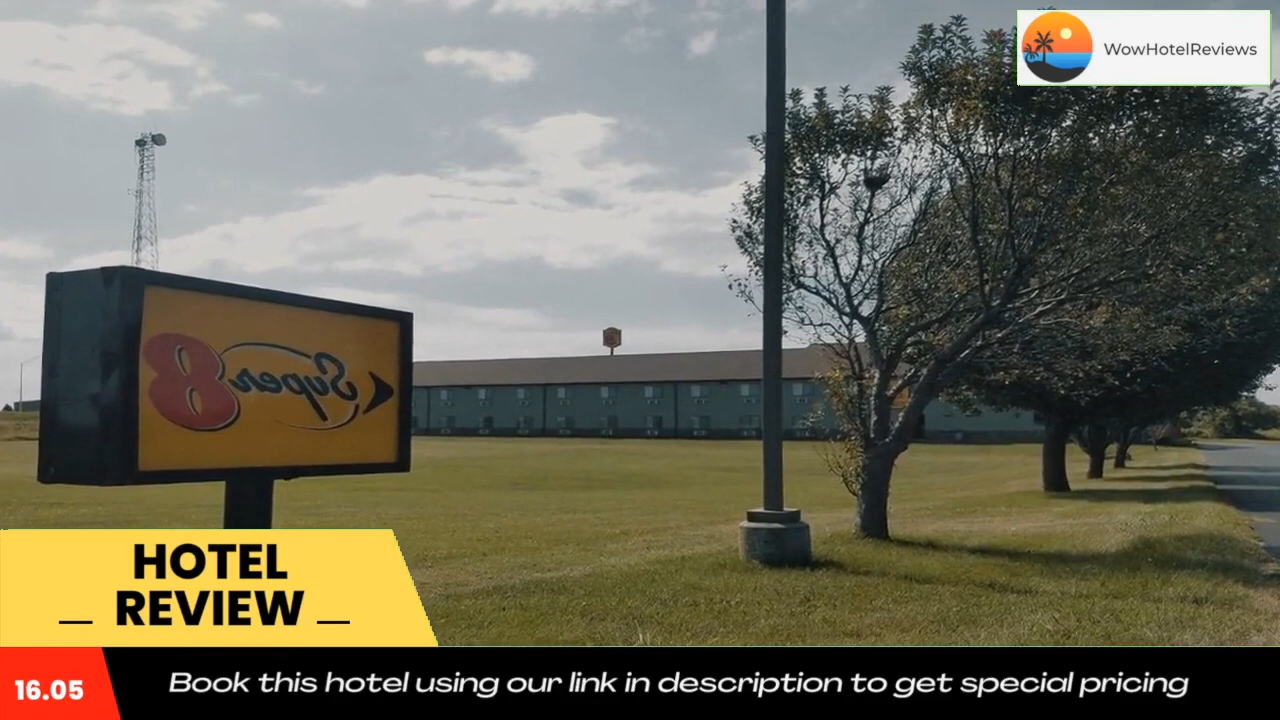 WowHotelReviews
Super 8
HOTEL
REVIEW
16.05
Book this hotel using our link in description to get special pricing